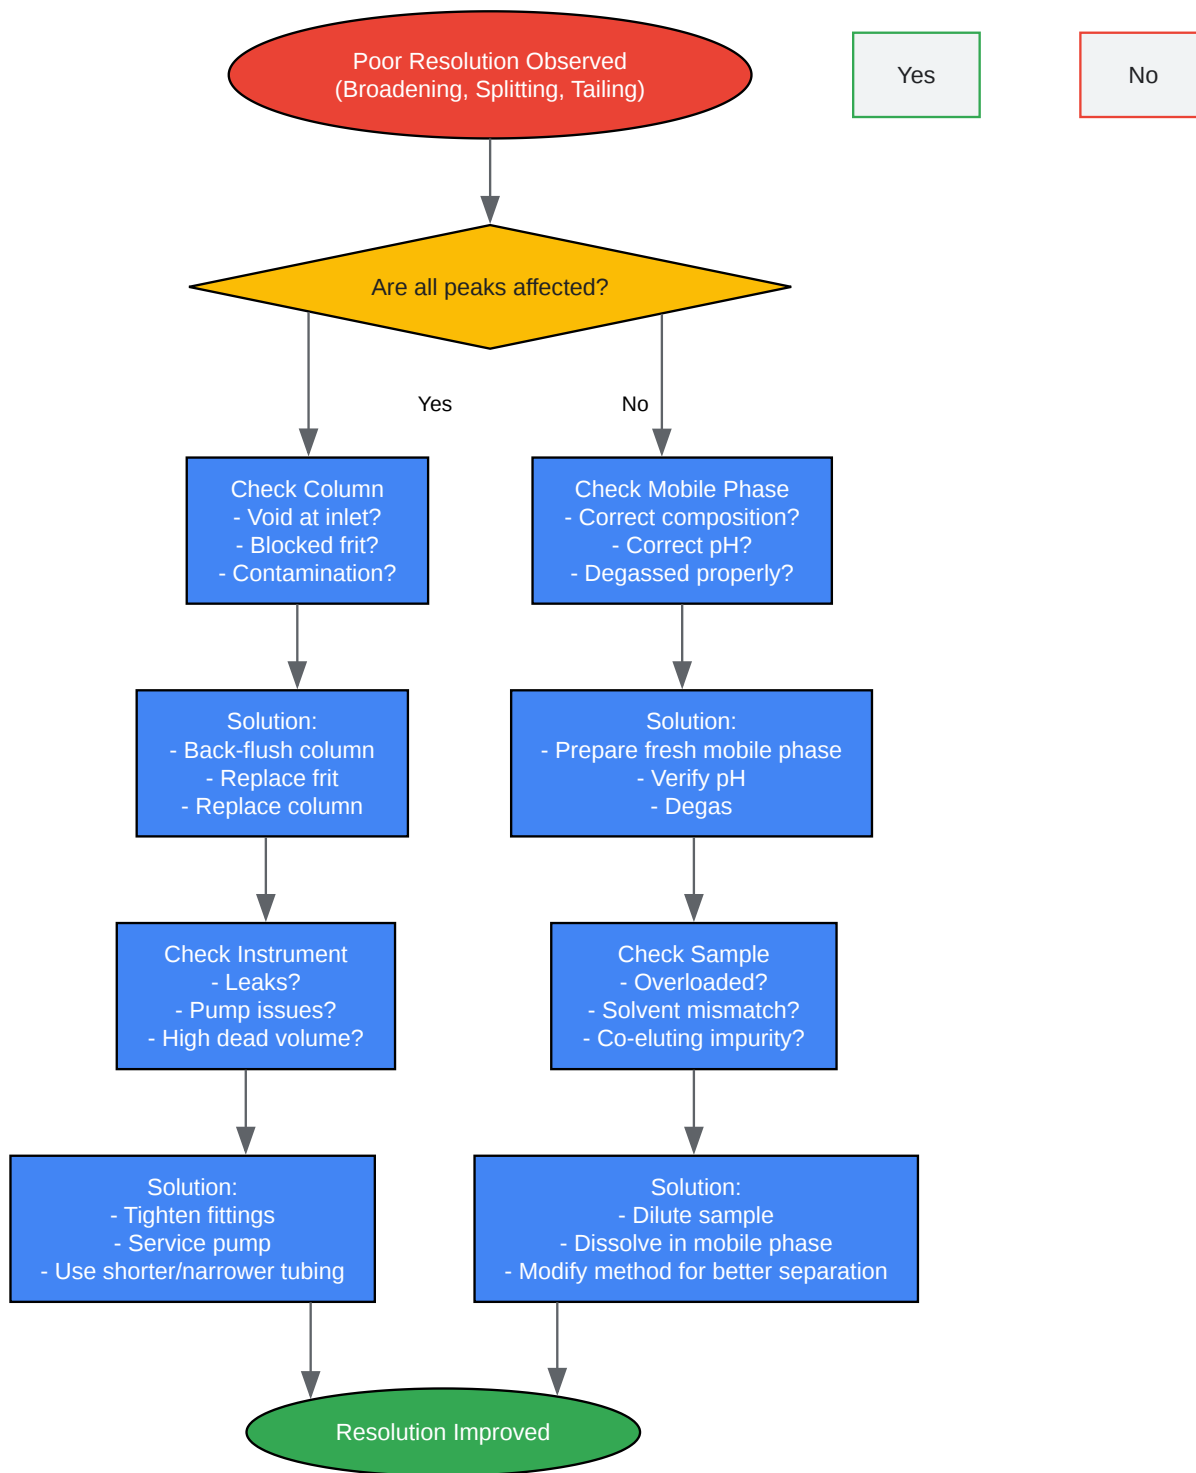 Poor Resolution Observed
(Broadening, Splitting, Tailing)
Yes
No
Are all peaks affected?
Yes
No
Check Column
- Void at inlet?
- Blocked frit?
- Contamination?
Check Mobile Phase
- Correct composition?
- Correct pH?
- Degassed properly?
Solution:
- Back-flush column
- Replace frit
- Replace column
Solution:
- Prepare fresh mobile phase
- Verify pH
- Degas
Check Instrument
- Leaks?
- Pump issues?
- High dead volume?
Check Sample
- Overloaded?
- Solvent mismatch?
- Co-eluting impurity?
Solution:
- Tighten fittings
- Service pump
- Use shorter/narrower tubing
Solution:
- Dilute sample
- Dissolve in mobile phase
- Modify method for better separation
Resolution Improved